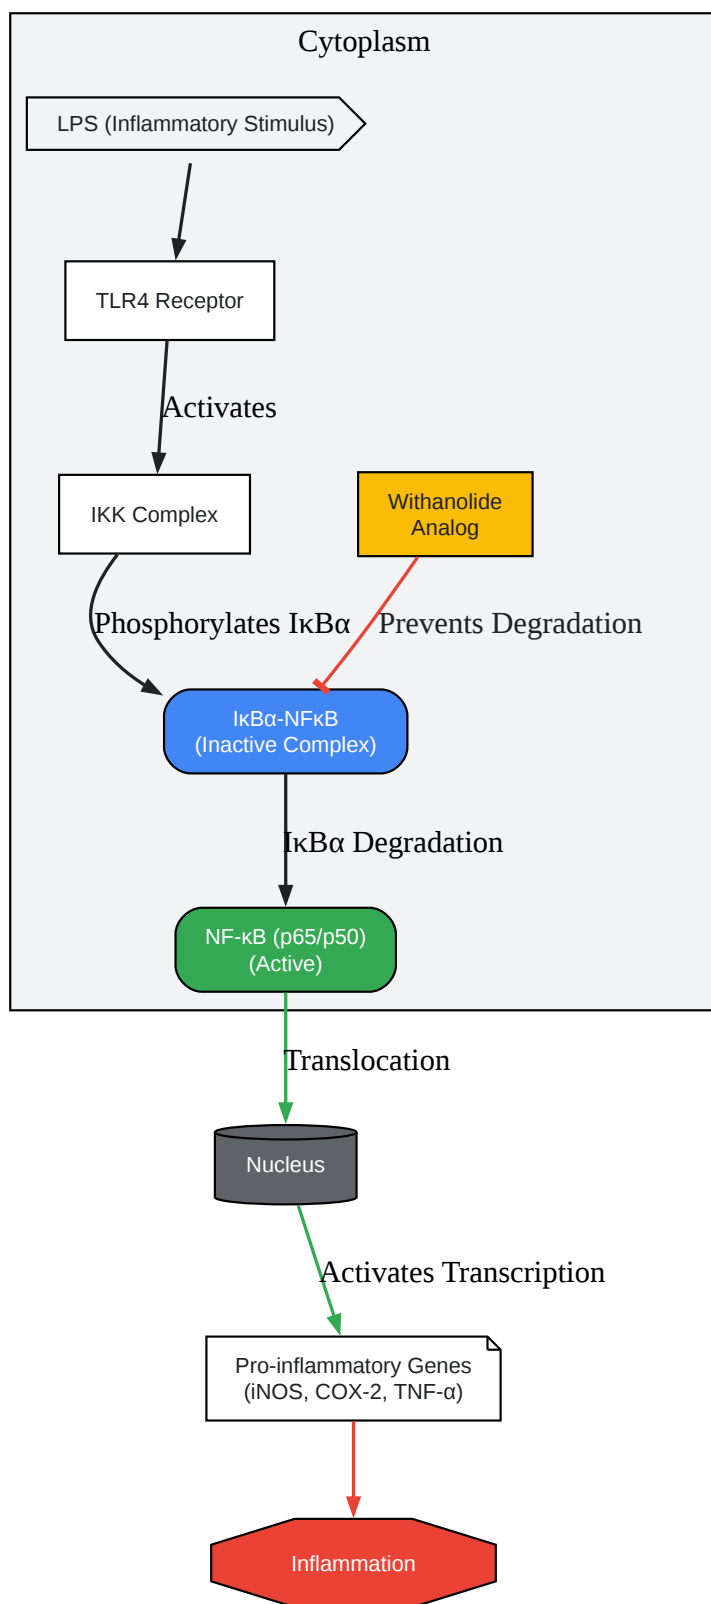 Cytoplasm
LPS (Inflammatory Stimulus)
TLR4 Receptor
Activates
IKK Complex
Withanolide
Analog
Phosphorylates IκBα
Prevents Degradation
IκBα-NFκB
(Inactive Complex)
IκBα Degradation
NF-κB (p65/p50)
(Active)
Translocation
Nucleus
Activates Transcription
Pro-inflammatory Genes
(iNOS, COX-2, TNF-α)
Inflammation